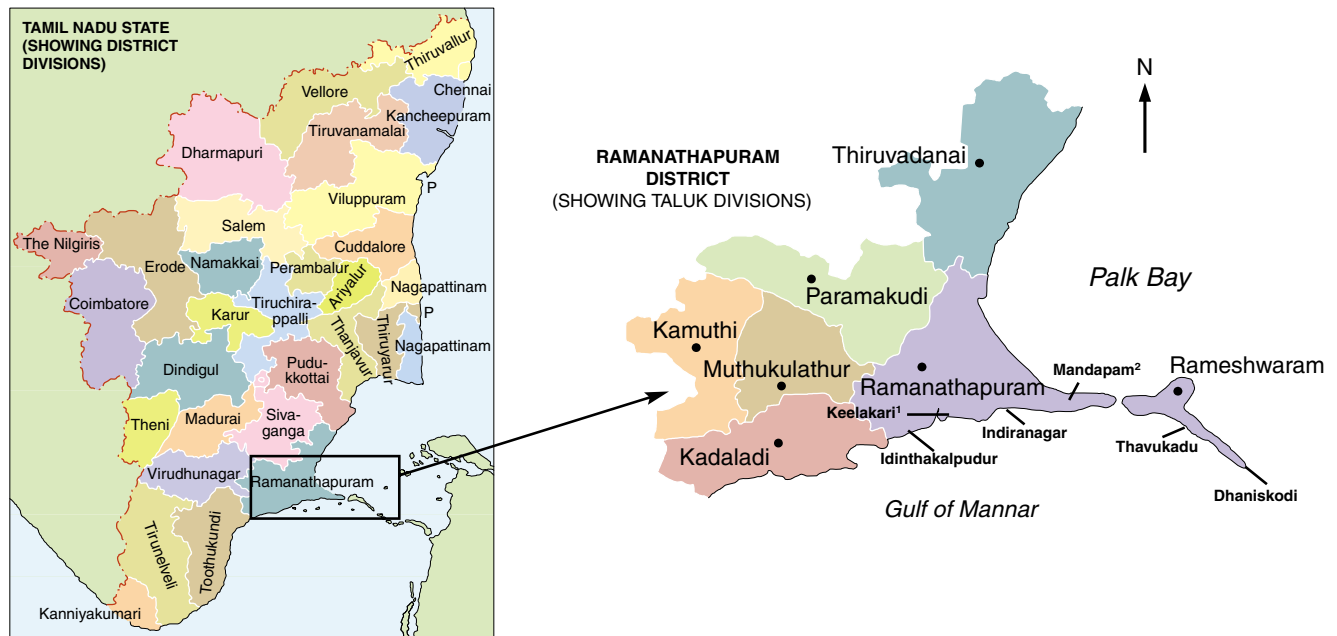 TAMIL NADU STATE
(SHOWING DISTRICT
DIVISIONS)
Thiruvallur
Vellore
Chennai
Kancheepuram
Tiruvanamalai
Dharmapuri
P
Viluppuram
Salem
The Nilgiris
Cuddalore
Erode
Namakkai
Perambalur
Ariyalur
Nagapattinam
Coimbatore
Tiruchira-
ppalli
Karur
P
Thanjavur
Thiruyarur
Nagapattinam
Dindigul
Pudu-
kkottai
Theni
Madurai
Siva-
ganga
Virudhunagar
Ramanathapuram
Tirunelveli
Toothukundi
Kanniyakumari
N
RAMANATHAPURAM
DISTRICT
(SHOWING TALUK DIVISIONS)
Thiruvadanai
Palk Bay
Paramakudi
Kamuthi
Muthukulathur
Ramanathapuram
Mandapam²
Rameshwaram
Keelakari¹
Indiranagar
Thavukadu
Kadaladi
Idinthakalpudur
Dhaniskodi
Gulf of Mannar